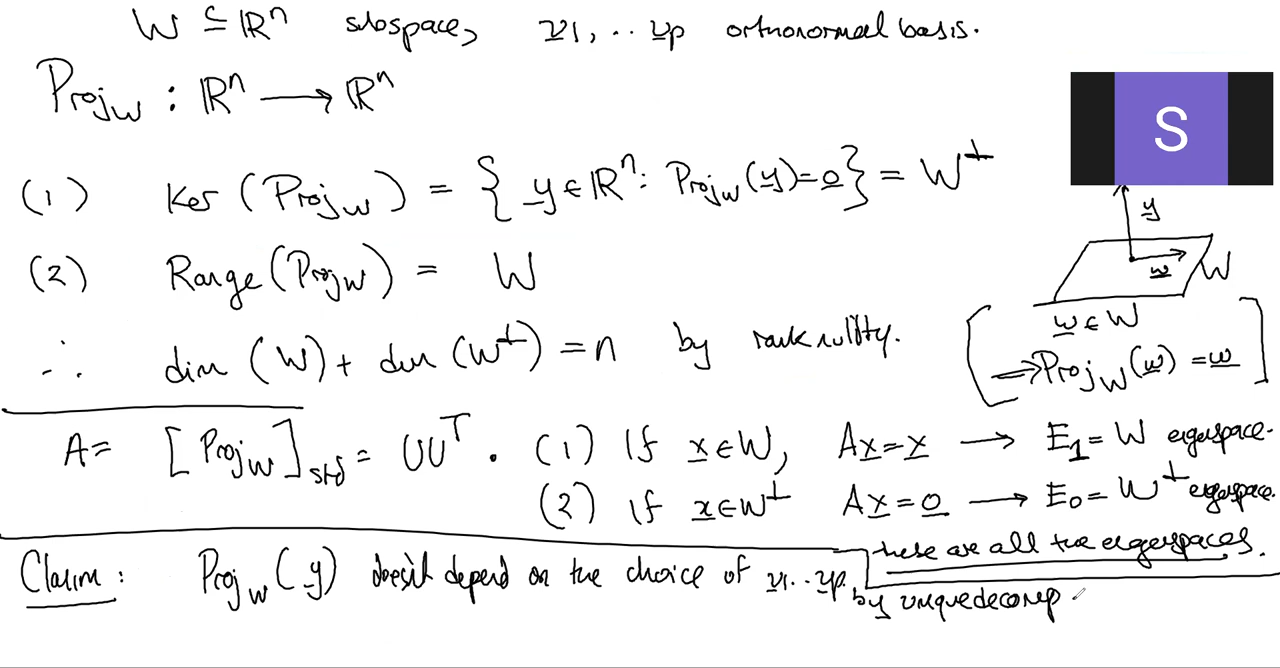 W ⊆ ℝⁿ subspace, v1, .. vp orthonormal basis.
Proj_W : ℝⁿ ⟶ ℝⁿ
S
(1) Ker (Proj_W) = { y ∈ ℝⁿ : Proj_W (y) = 0 } = W^⊥
y
(2) Range (Proj_W) = W
w W
w ∈ W
∴ dim (W) + dim (W^⊥) = n by rank nullity.
[ ⟹ Proj_W (w) = w ]
A = [ Proj_W ]_std = UU^T . (1) If x ∈ W, Ax = x ⟶ E_1 = W eigenspace.
(2) If x ∈ W^⊥ Ax = 0 ⟶ E_0 = W^⊥ eigenspace.
these are all the eigenspaces.
Claim : Proj_W (y) doesn't depend on the choice of v1 .. vp.
by unique decomp